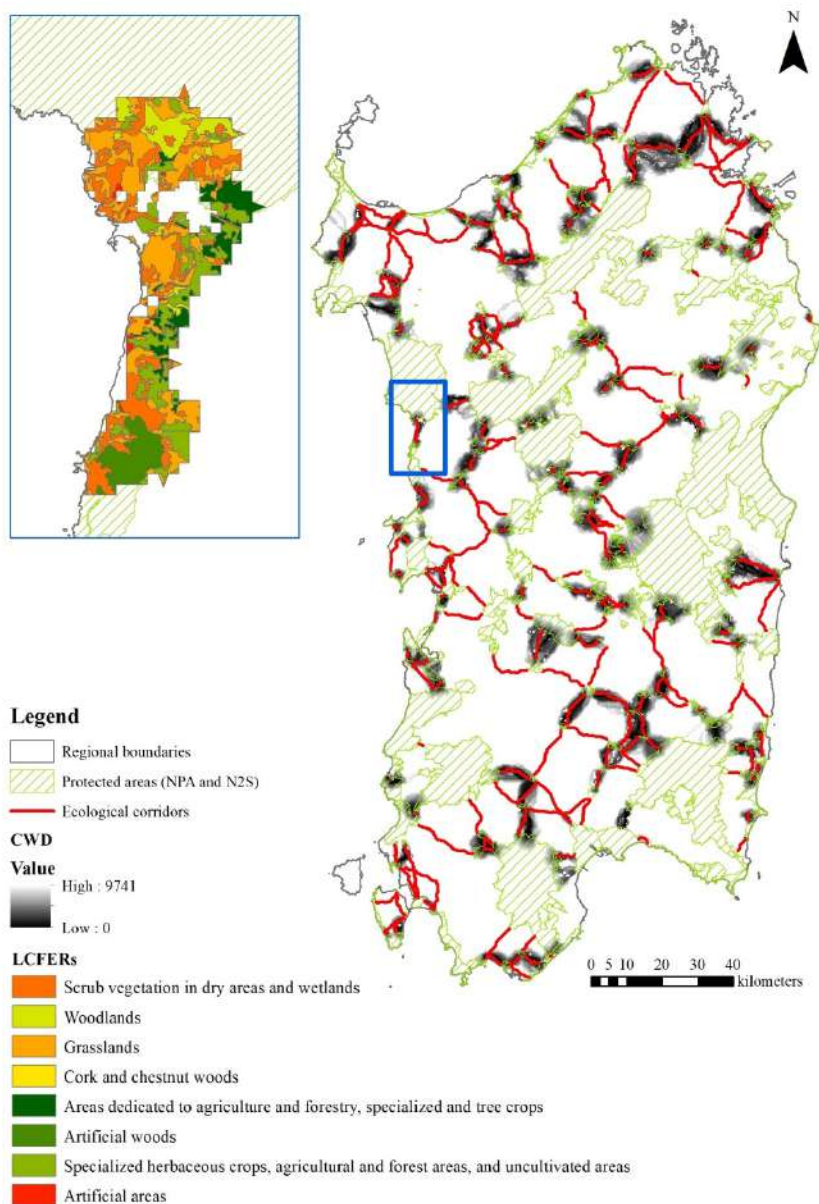 N
Legend
Regional boundaries
Protected areas (NPA and N2S)
Ecological corridors
CWD
Value
High : 9741
Low : 0
LCFERs
Scrub vegetation in dry areas and wetlands
Woodlands
Grasslands
Cork and chestnut woods
Areas dedicated to agriculture and forestry, specialized and tree crops
Artificial woods
Specialized herbaceous crops, agricultural and forest areas, and uncultivated areas
Artificial areas
0 5 10 20 30 40
kilometers